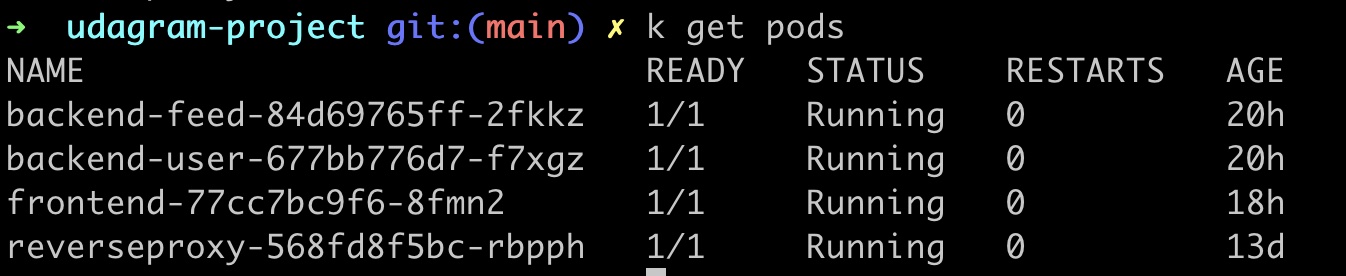 ➜  udagram-project git:(main) ✗ k get pods
NAME                             READY   STATUS    RESTARTS   AGE
backend-feed-84d69765ff-2fkkz    1/1     Running   0          20h
backend-user-677bb776d7-f7xgz    1/1     Running   0          20h
frontend-77cc7bc9f6-8fmn2        1/1     Running   0          18h
reverseproxy-568fd8f5bc-rbpph    1/1     Running   0          13d